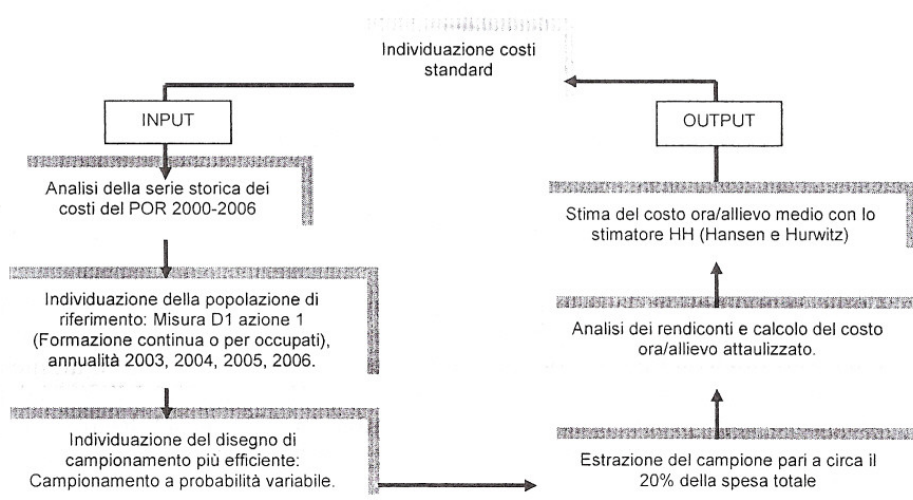 Individuazione costi
standard
INPUT
Analisi della serie storica dei
costi del POR 2000-2006
Individuazione della popolazione di
riferimento: Misura D1 azione 1
(Formazione continua o per occupati),
annualità 2003, 2004, 2005, 2006.
Individuazione del disegno di
campionamento più efficiente:
Campionamento a probabilità variabile.
Estrazione del campione pari a circa il
20% della spesa totale
Analisi dei rendiconti e calcolo del costo
ora/allievo attaulizzato.
Stima del costo ora/allievo medio con lo
stimatore HH (Hansen e Hurwitz)
OUTPUT